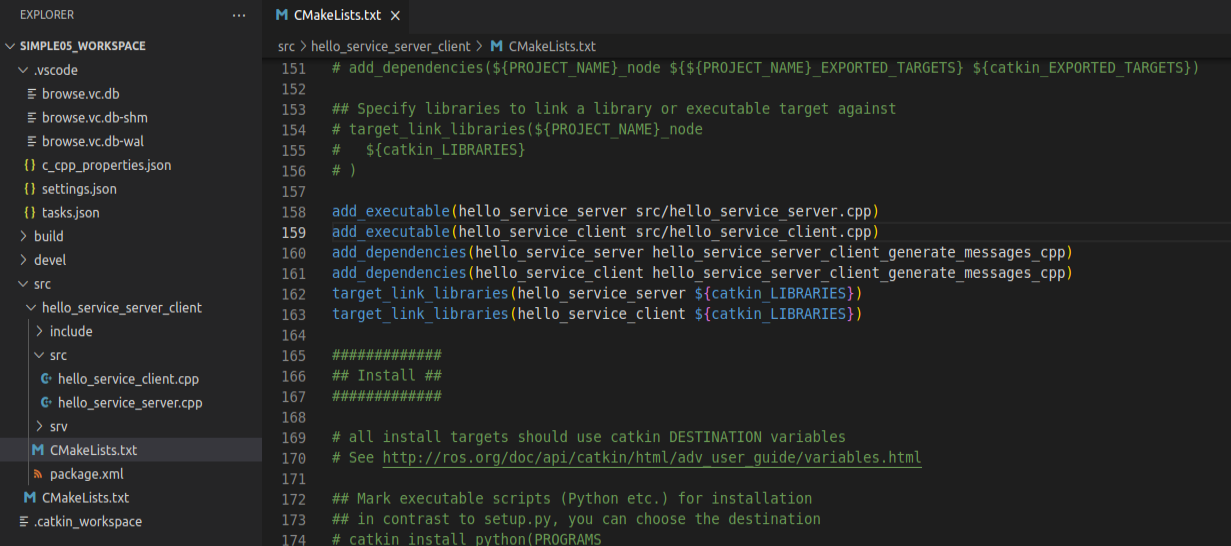 EXPLORER
SIMPLE05_WORKSPACE
.vscode
browse.vc.db
browse.vc.db-shm
browse.vc.db-wal
{} c_cpp_properties.json
{} settings.json
{} tasks.json
build
devel
src
hello_service_server_client
include
src
hello_service_client.cpp
hello_service_server.cpp
srv
CMakeLists.txt
package.xml
CMakeLists.txt
.catkin_workspace
CMakeLists.txt
src > hello_service_server_client > CMakeLists.txt
151 # add_dependencies(${PROJECT_NAME}_node ${${PROJECT_NAME}_EXPORTED_TARGETS} ${catkin_EXPORTED_TARGETS})
152
153 ## Specify libraries to link a library or executable target against
154 # target_link_libraries(${PROJECT_NAME}_node
155 #   ${catkin_LIBRARIES}
156 # )
157
158 add_executable(hello_service_server src/hello_service_server.cpp)
159 add_executable(hello_service_client src/hello_service_client.cpp)
160 add_dependencies(hello_service_server hello_service_server_client_generate_messages_cpp)
161 add_dependencies(hello_service_client hello_service_server_client_generate_messages_cpp)
162 target_link_libraries(hello_service_server ${catkin_LIBRARIES})
163 target_link_libraries(hello_service_client ${catkin_LIBRARIES})
164
165 #############
166 ## Install ##
167 #############
168
169 # all install targets should use catkin DESTINATION variables
170 # See http://ros.org/doc/api/catkin/html/adv_user_guide/variables.html
171
172 ## Mark executable scripts (Python etc.) for installation
173 ## in contrast to setup.py, you can choose the destination
174 # catkin_install_python(PROGRAMS